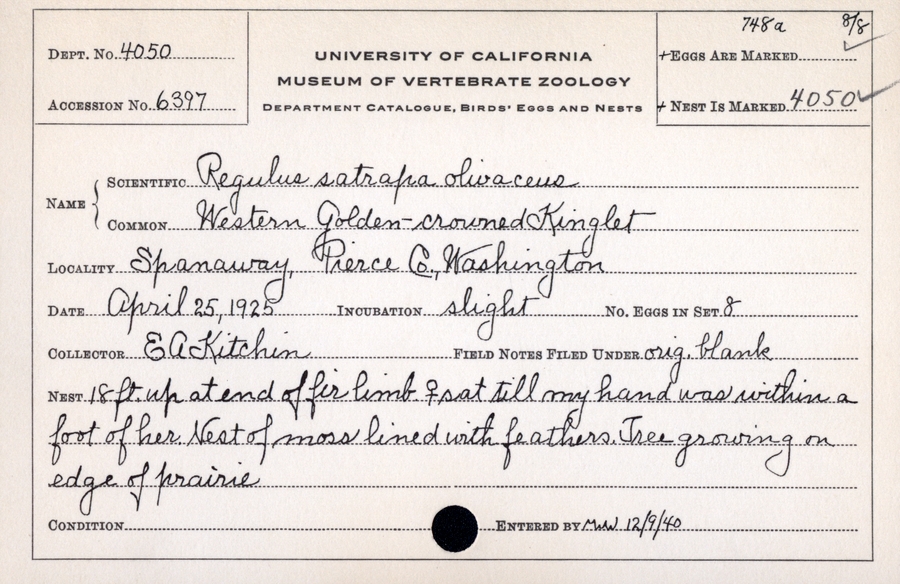 748a 8/8
Dept. No. 4050
UNIVERSITY OF CALIFORNIA
MUSEUM OF VERTEBRATE ZOOLOGY
Department Catalogue, Birds' Eggs and Nests
+Eggs Are Marked
Accession No. 6397
+ Nest Is Marked 4050
Name
Scientific Regulus satrapa olivaceus
Common Western Golden-crowned Kinglet
Locality Spanaway, Pierce Co., Washington
Date April 25, 1925 Incubation slight No. Eggs in Set 8
Collector E A Kitchin Field Notes Filed Under orig. blank
Nest 18 ft. up at end of fir limb ♀ sat till my hand was within a
foot of her. Nest of moss lined with feathers. Tree growing on
edge of prairie
Condition Entered by 12/9/40